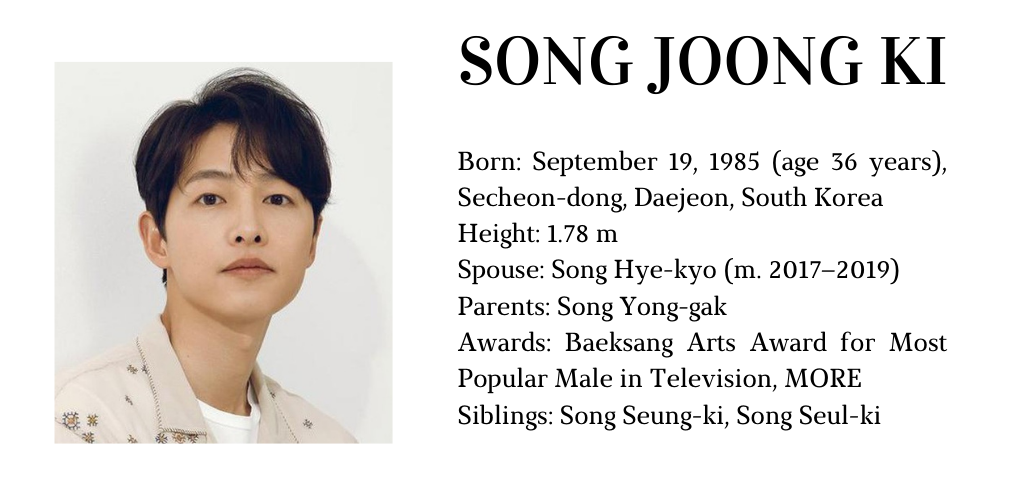 SONG JOONG KI
Born: September 19, 1985 (age 36 years),
Secheon-dong, Daejeon, South Korea
Height: 1.78 m
Spouse: Song Hye-kyo (m. 2017–2019)
Parents: Song Yong-gak
Awards: Baeksang Arts Award for Most
Popular Male in Television, MORE
Siblings: Song Seung-ki, Song Seul-ki